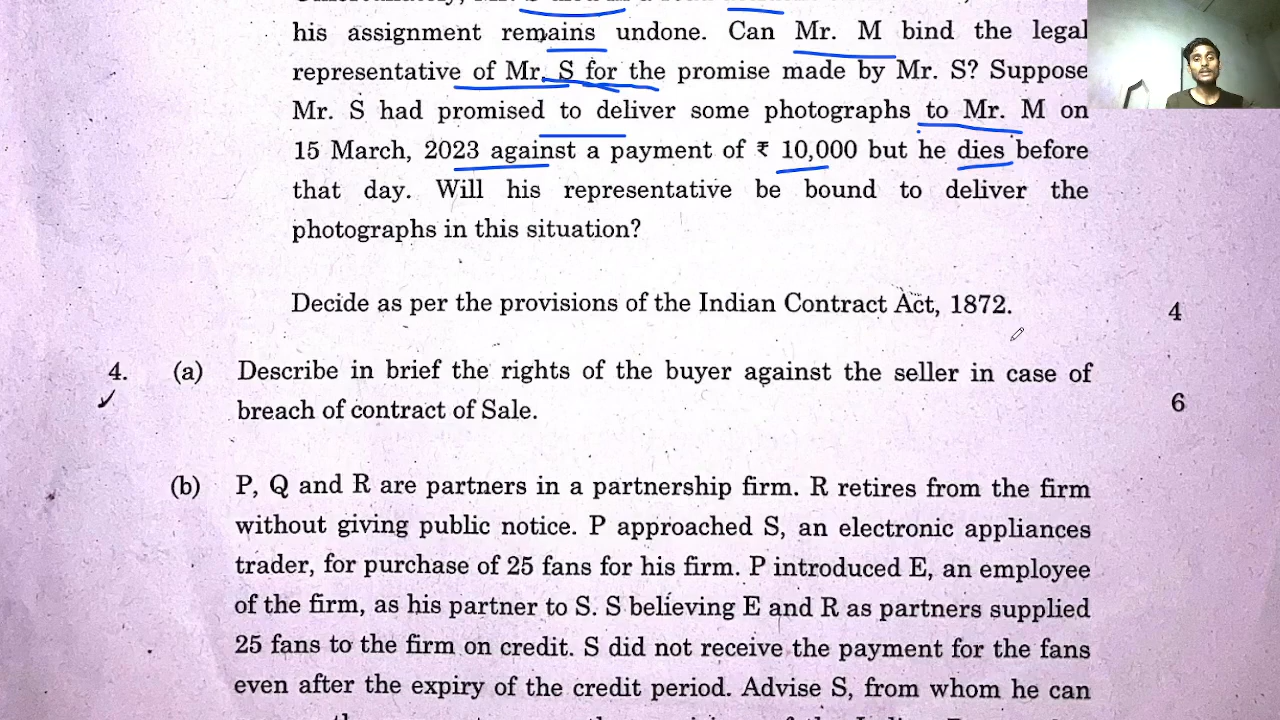 his assignment remains undone. Can Mr. M bind the legal
representative of Mr. S for the promise made by Mr. S? Suppose
Mr. S had promised to deliver some photographs to Mr. M on
15 March, 2023 against a payment of ₹ 10,000 but he dies before
that day. Will his representative be bound to deliver the
photographs in this situation?
Decide as per the provisions of the Indian Contract Act, 1872. 4
4. (a) Describe in brief the rights of the buyer against the seller in case of
breach of contract of Sale. 6
(b) P, Q and R are partners in a partnership firm. R retires from the firm
without giving public notice. P approached S, an electronic appliances
trader, for purchase of 25 fans for his firm. P introduced E, an employee
of the firm, as his partner to S. S believing E and R as partners supplied
25 fans to the firm on credit. S did not receive the payment for the fans
even after the expiry of the credit period. Advise S, from whom he can